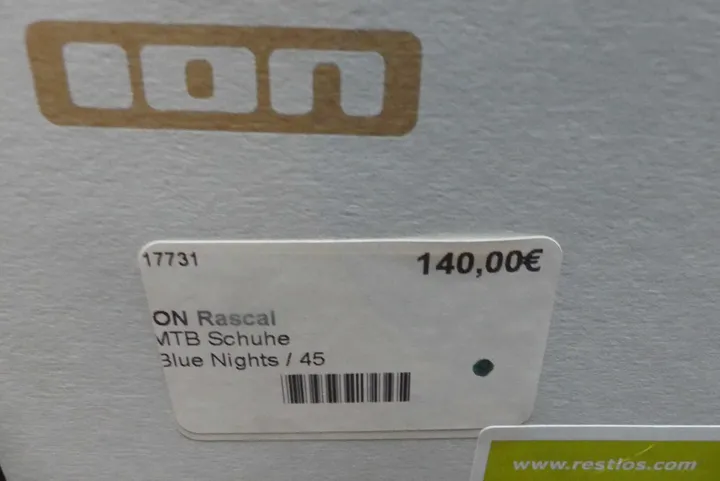 ion
17731 140,00€
ON Rascal
MTB Schuhe
Blue Nights / 45
www.restlos.com